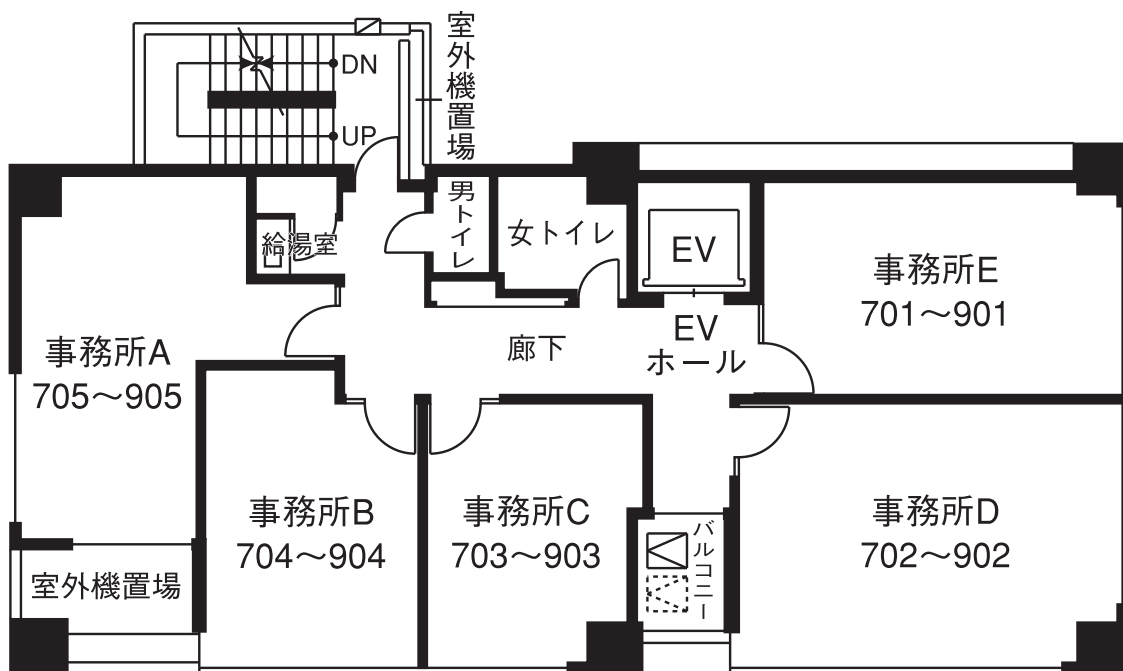 DN
UP
室外機置場
男トイレ
女トイレ
給湯室
EV
EV
ホール
廊下
事務所E
701～901
事務所A
705～905
事務所B
704～904
事務所C
703～903
事務所D
702～902
バルコニー
室外機置場